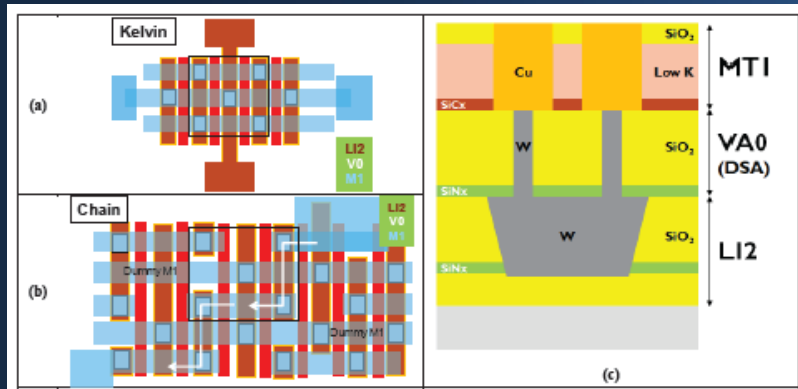 Kelvin
(a)
LI2
V0
M1
Chain
LI2
V0
M1
Dummy M1
(b)
Dummy M1
SiO₂
Cu
Low K
MT1
SiCx
W
SiO₂
VA0
(DSA)
SiNx
W
SiO₂
LI2
SiNx
(c)